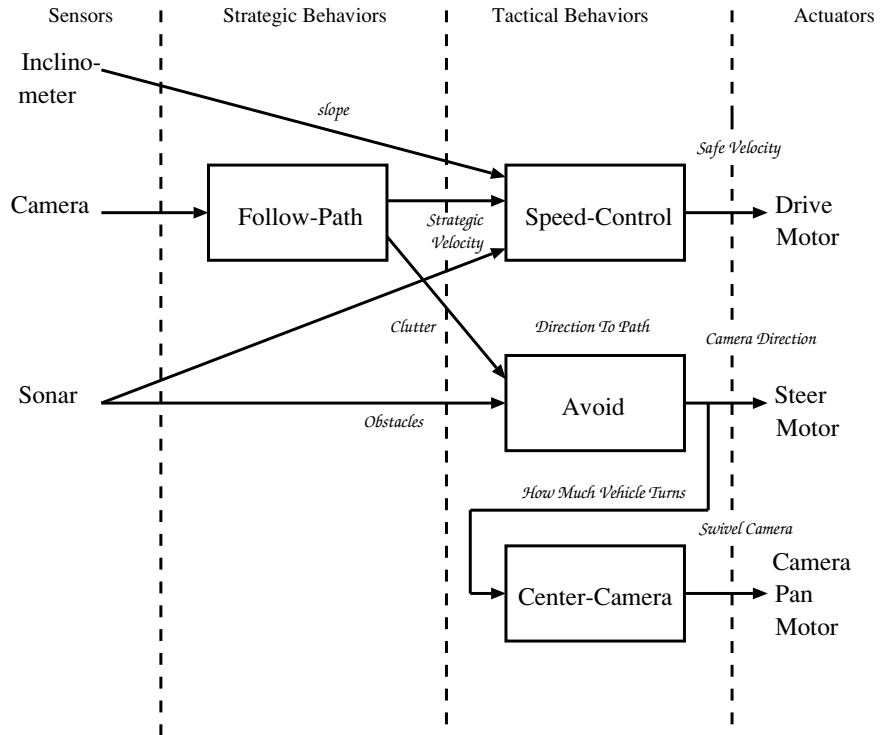 Sensors
Strategic Behaviors
Tactical Behaviors
Actuators
Inclino-
meter
slope
Safe Velocity
Camera
Follow-Path
Strategic
Velocity
Speed-Control
Drive
Motor
Clutter
Direction To Path
Camera Direction
Sonar
Obstacles
Avoid
Steer
Motor
How Much Vehicle Turns
Swivel Camera
Center-Camera
Camera
Pan
Motor